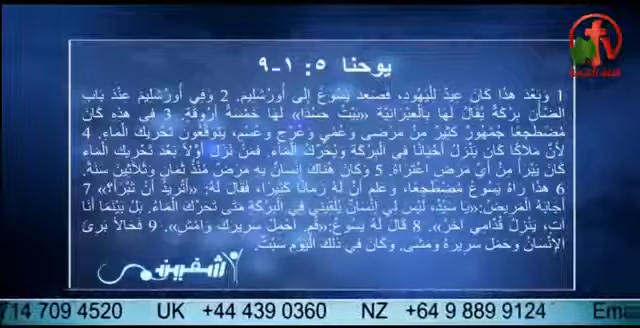 يوحنا ٥: ١-٩
1 وَبَعْدَ هذَا كَانَ عِيدٌ لِلْيَهُودِ، فَصَعِدَ يَسُوعُ إِلَى أُورُشَلِيمَ. 2 وَفِي أُورُشَلِيمَ عِنْدَ بَابِ
الضَّأْنِ بِرْكَةٌ يُقَالُ لَهَا بِالْعِبْرَانِيَّةِ «بَيْتُ حِسْدَا» لَهَا خَمْسَةُ أَرْوِقَةٍ. 3 فِي هذِهِ كَانَ
مُضْطَجِعًا جُمْهُورٌ كَثِيرٌ مِنْ مَرْضَى وَعُمْيٍ وَعُرْجٍ وَعُسْمٍ، يَتَوَقَّعُونَ تَحْرِيكَ الْمَاءِ. 4
لأَنَّ مَلاَكًا كَانَ يَنْزِلُ أَحْيَانًا فِي الْبِرْكَةِ وَيُحَرِّكُ الْمَاءَ. فَمَنْ نَزَلَ أَوَّلاً بَعْدَ تَحْرِيكِ الْمَاءِ
كَانَ يَبْرَأُ مِنْ أَيِّ مَرَضٍ اعْتَرَاهُ. 5 وَكَانَ هُنَاكَ إِنْسَانٌ بِهِ مَرَضٌ مُنْذُ ثَمَانٍ وَثَلاَثِينَ سَنَةً.
6 هذَا رَآهُ يَسُوعُ مُضْطَجِعًا، وَعَلِمَ أَنَّ لَهُ زَمَانًا كَثِيرًا، فَقَالَ لَهُ: «أَتُرِيدُ أَنْ تَبْرَأَ؟» 7
أَجَابَهُ الْمَرِيضُ: «يَا سَيِّدُ، لَيْسَ لِي إِنْسَانٌ يُلْقِينِي فِي الْبِرْكَةِ مَتَى تَحَرَّكَ الْمَاءُ. بَلْ بَيْنَمَا أَنَا
آتٍ، يَنْزِلُ قُدَّامِي آخَرُ». 8 قَالَ لَهُ يَسُوعُ: «قُمِ. احْمِلْ سَرِيرَكَ وَامْشِ». 9 فَحَالاً بَرِئَ
الإِنْسَانُ وَحَمَلَ سَرِيرَهُ وَمَشَى. وَكَانَ فِي ذلِكَ الْيَوْمِ سَبْتٌ.
714 709 4520 UK +44 439 0360 NZ +64 9 889 9124 Ema